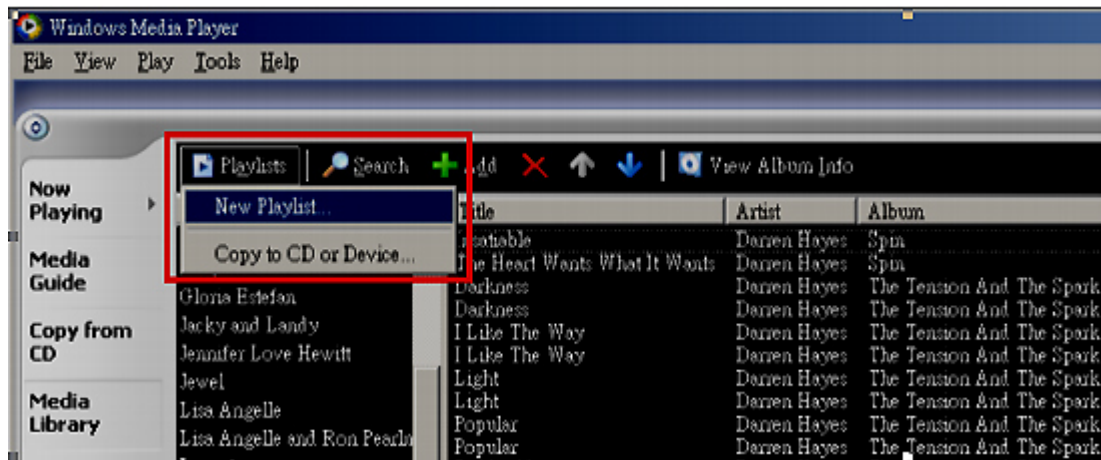 Windows Media Player
File View Play Tools Help
Playlists Search Add View Album Info
New Playlist...
Copy to CD or Device...
Now
Playing
Media
Guide
Copy from
CD
Media
Library
Gloria Estefan
Jacky and Landy
Jennifer Love Hewitt
Jewel
Lisa Angelle
Lisa Angelle and Ron Pearln
Title Artist Album
Darren Hayes Spin
The Heart Wants What It Wants Darren Hayes Spin
Darkness Darren Hayes The Tension And The Spark
Darkness Darren Hayes The Tension And The Spark
I Like The Way Darren Hayes The Tension And The Spark
I Like The Way Darren Hayes The Tension And The Spark
Light Darren Hayes The Tension And The Spark
Light Darren Hayes The Tension And The Spark
Popular Darren Hayes The Tension And The Spark
Popular Darren Hayes The Tension And The Spark